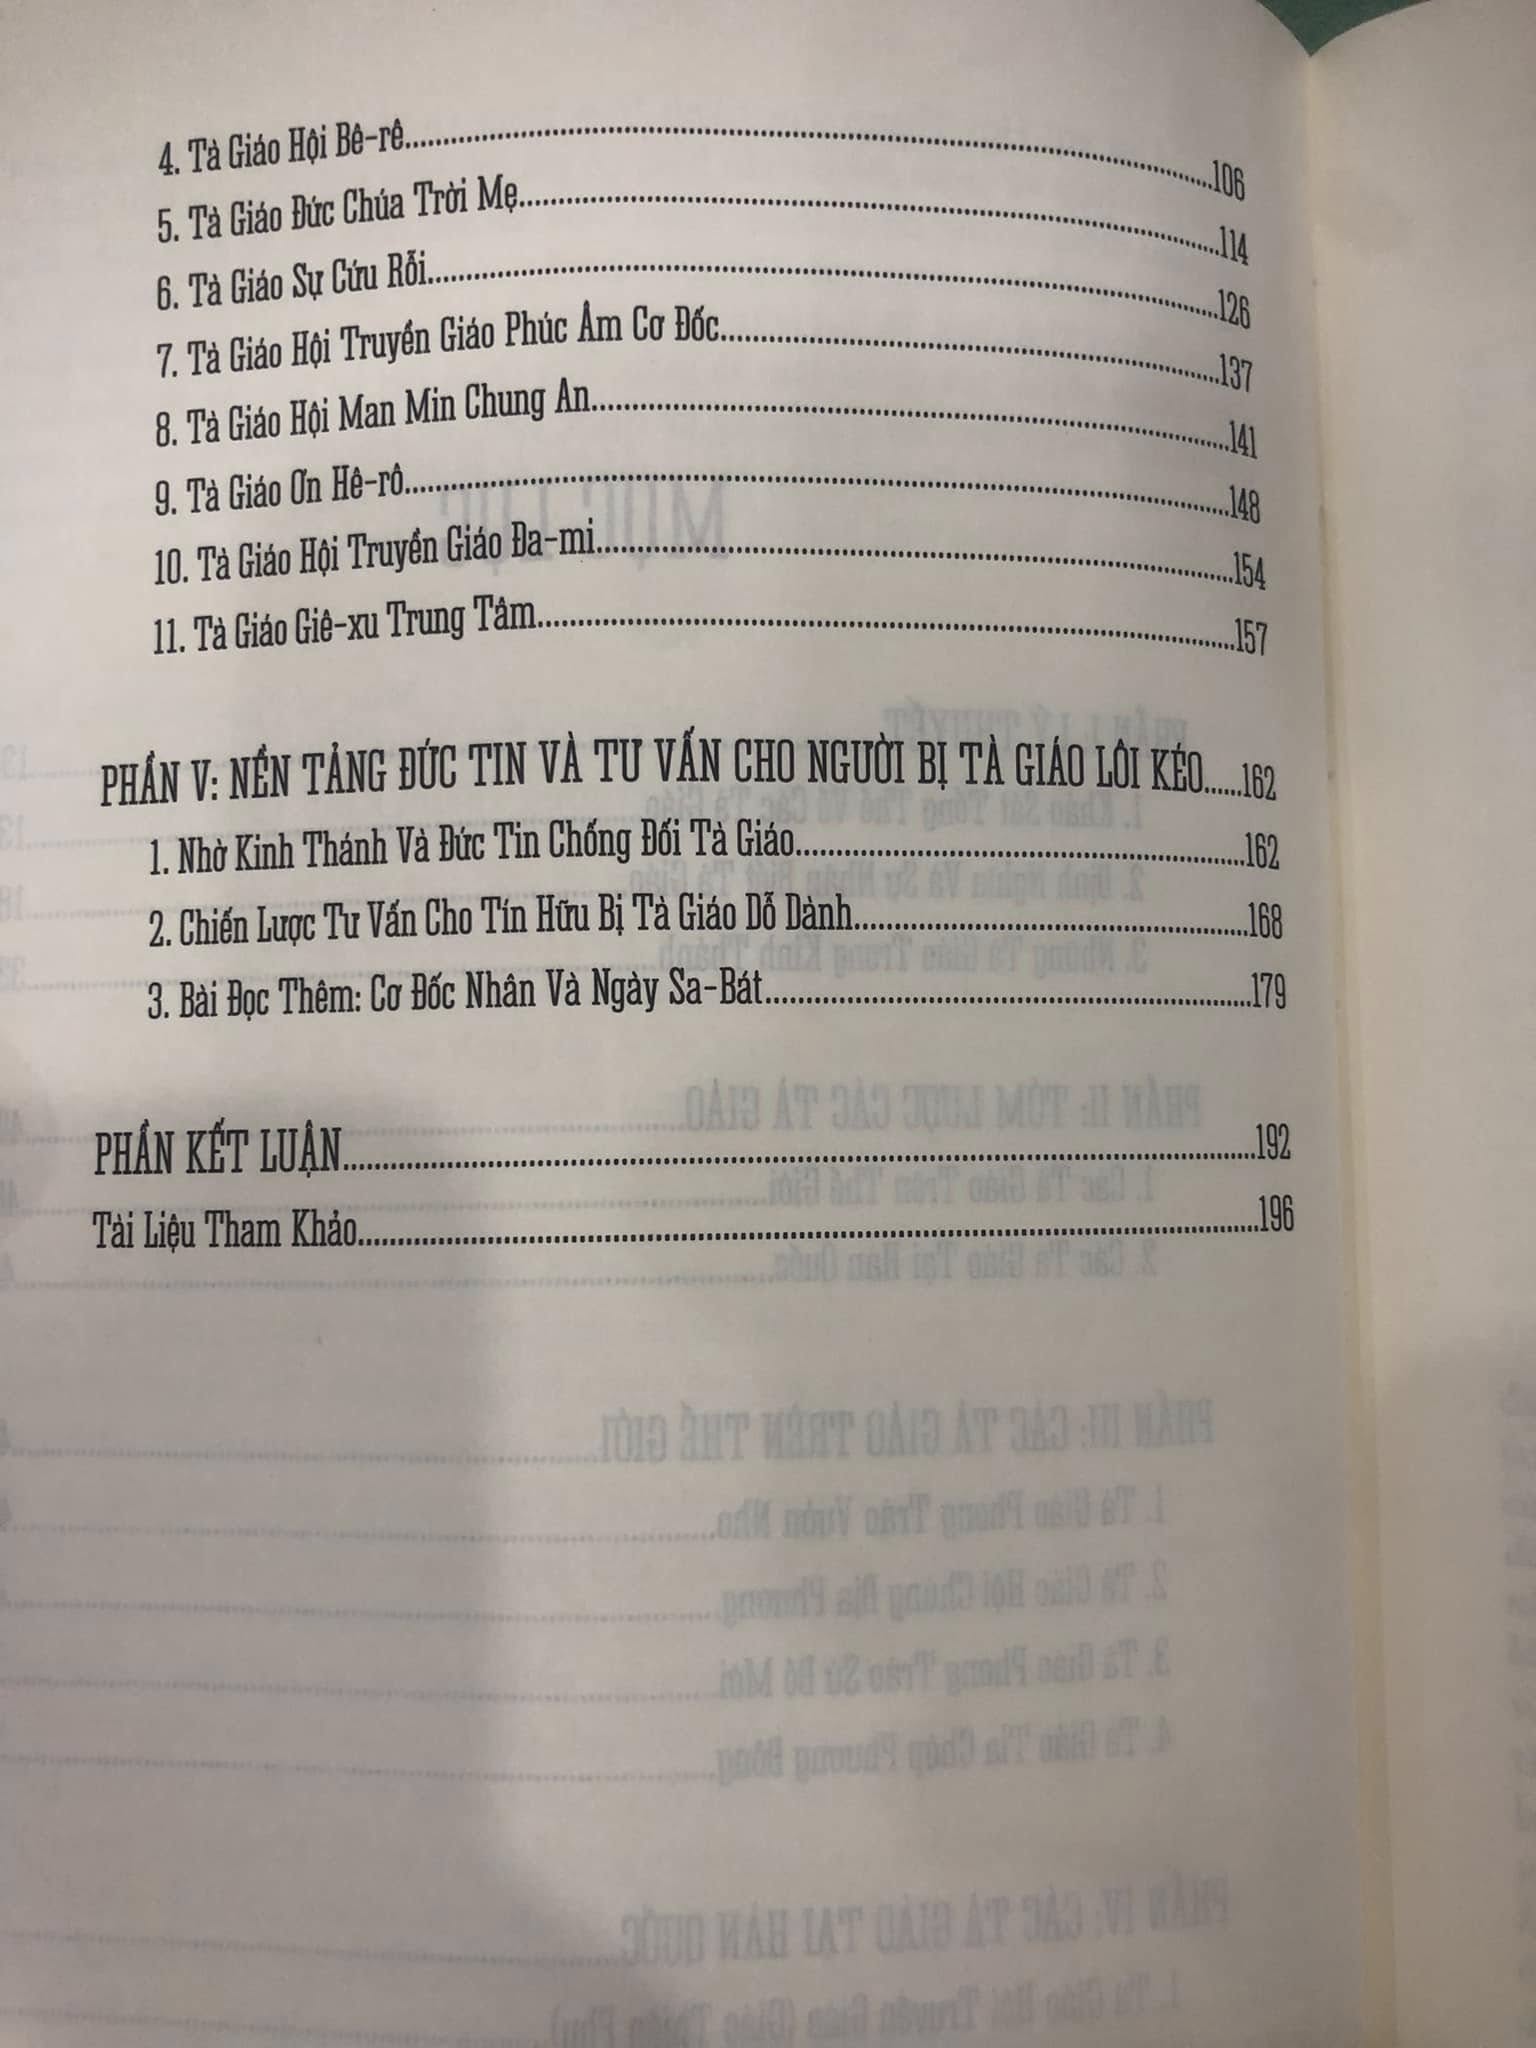 4. Tà Giáo Hội Bê-rê........106
5. Tà Giáo Đức Chúa Trời Mẹ........114
6. Tà Giáo Sự Cứu Rỗi........126
7. Tà Giáo Hội Truyền Giáo Phúc Âm Cơ Đốc........137
8. Tà Giáo Hội Man Min Chung An........141
9. Tà Giáo Ơn Hê-rô........148
10. Tà Giáo Hội Truyền Giáo Đa-mi........154
11. Tà Giáo Giê-xu Trung Tâm........157
PHẦN V: NỀN TẢNG ĐỨC TIN VÀ TƯ VẤN CHO NGƯỜI BỊ TÀ GIÁO LÔI KÉO......162
1. Nhờ Kinh Thánh Và Đức Tin Chống Đối Tà Giáo........162
2. Chiến Lược Tư Vấn Cho Tín Hữu Bị Tà Giáo Dỗ Dành........168
3. Bài Đọc Thêm: Cơ Đốc Nhân Và Ngày Sa-Bát........179
PHẦN KẾT LUẬN........192
Tài Liệu Tham Khảo........196